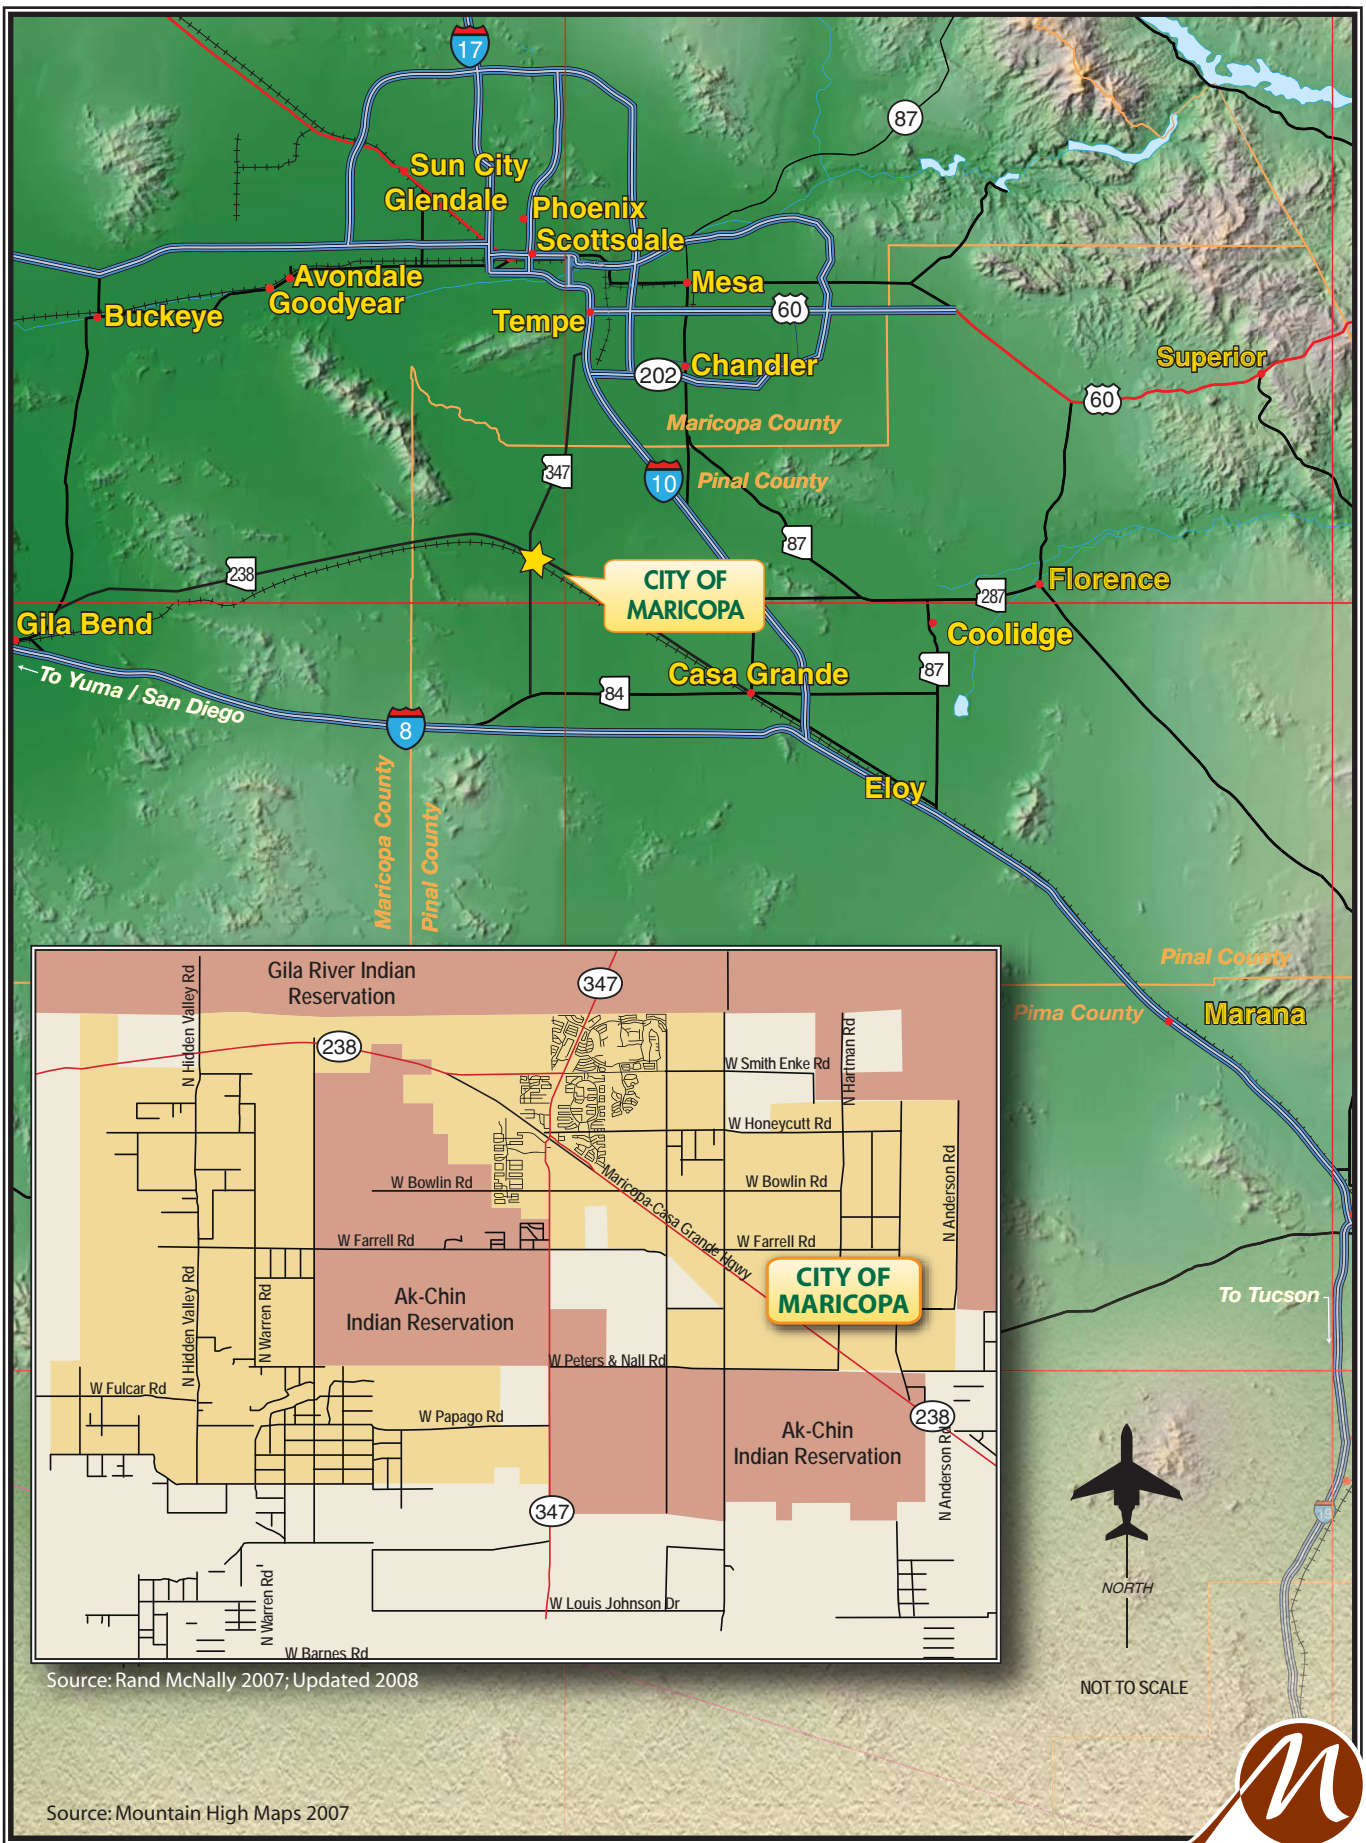 17
87
Sun City
Glendale
Phoenix
Scottsdale
Avondale
Goodyear
Mesa
Buckeye
Tempe
60
Chandler
202
Superior
60
Maricopa County
347
10
Pinal County
87
238
CITY OF
MARICOPA
Florence
287
Gila Bend
Coolidge
87
Casa Grande
To Yuma / San Diego
84
8
Eloy
Maricopa County
Pinal County
Pinal County
Pima County
Marana
To Tucson
19
Gila River Indian
Reservation
347
N Hidden Valley Rd
238
W Smith Enke Rd
N Hartman Rd
W Honeycutt Rd
W Bowlin Rd
Maricopa-Casa Grande Hgwy
W Bowlin Rd
N Anderson Rd
W Farrell Rd
W Farrell Rd
CITY OF
MARICOPA
N Hidden Valley Rd
N Warren Rd
Ak-Chin
Indian Reservation
W Peters & Nall Rd
W Fulcar Rd
W Papago Rd
238
Ak-Chin
Indian Reservation
N Anderson Rd
347
N Warren Rd
W Louis Johnson Dr
W Barnes Rd
NORTH
NOT TO SCALE
Source: Rand McNally 2007; Updated 2008
Source: Mountain High Maps 2007
M